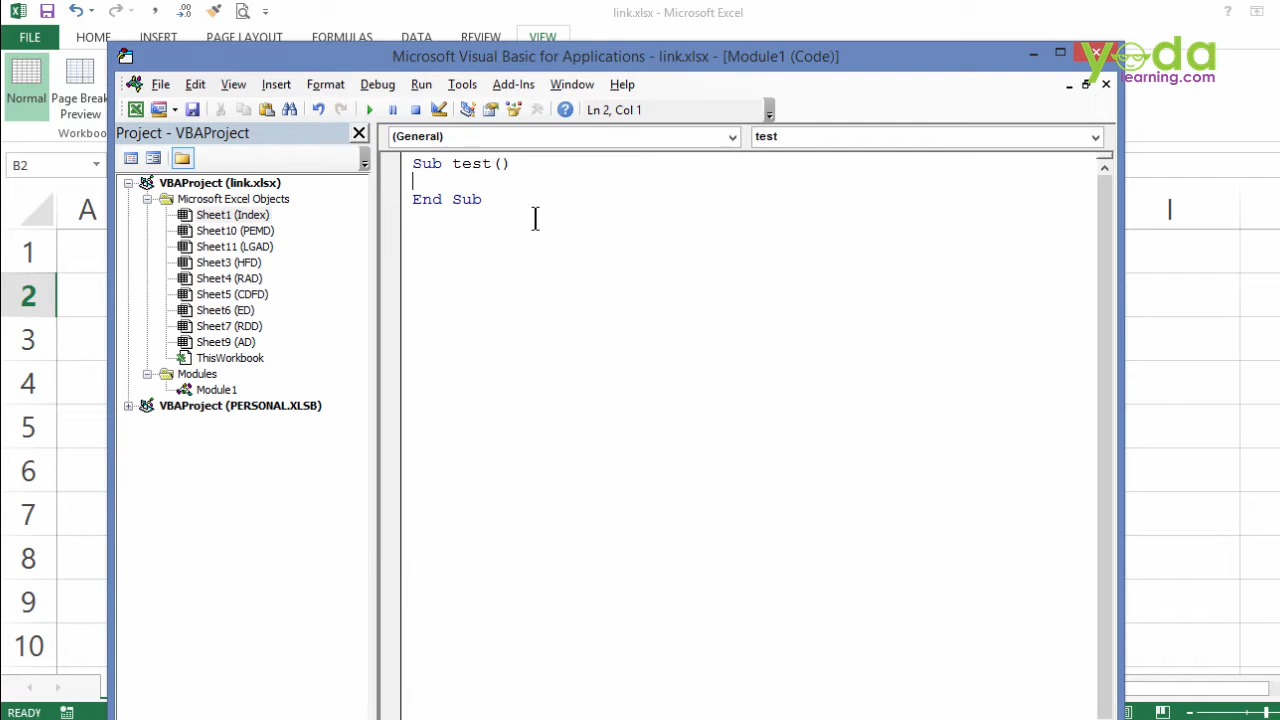 link.xlsx - Microsoft Excel
FILE HOME INSERT PAGE LAYOUT FORMULAS DATA REVIEW VIEW
yoda
learning.com
Microsoft Visual Basic for Applications - link.xlsx - [Module1 (Code)]
File Edit View Insert Format Debug Run Tools Add-Ins Window Help
Ln 2, Col 1
Normal
Page Break
Preview
Workboo
B2
Project - VBAProject
(General)
test
VBAProject (link.xlsx)
Microsoft Excel Objects
Sheet1 (Index)
Sheet10 (PEMD)
Sheet11 (LGAD)
Sheet3 (HFD)
Sheet4 (RAD)
Sheet5 (CDFD)
Sheet6 (ED)
Sheet7 (RDD)
Sheet9 (AD)
ThisWorkbook
Modules
Module1
VBAProject (PERSONAL.XLSB)
Sub test()
End Sub
A
I
1
2
3
4
5
6
7
8
9
10
READY